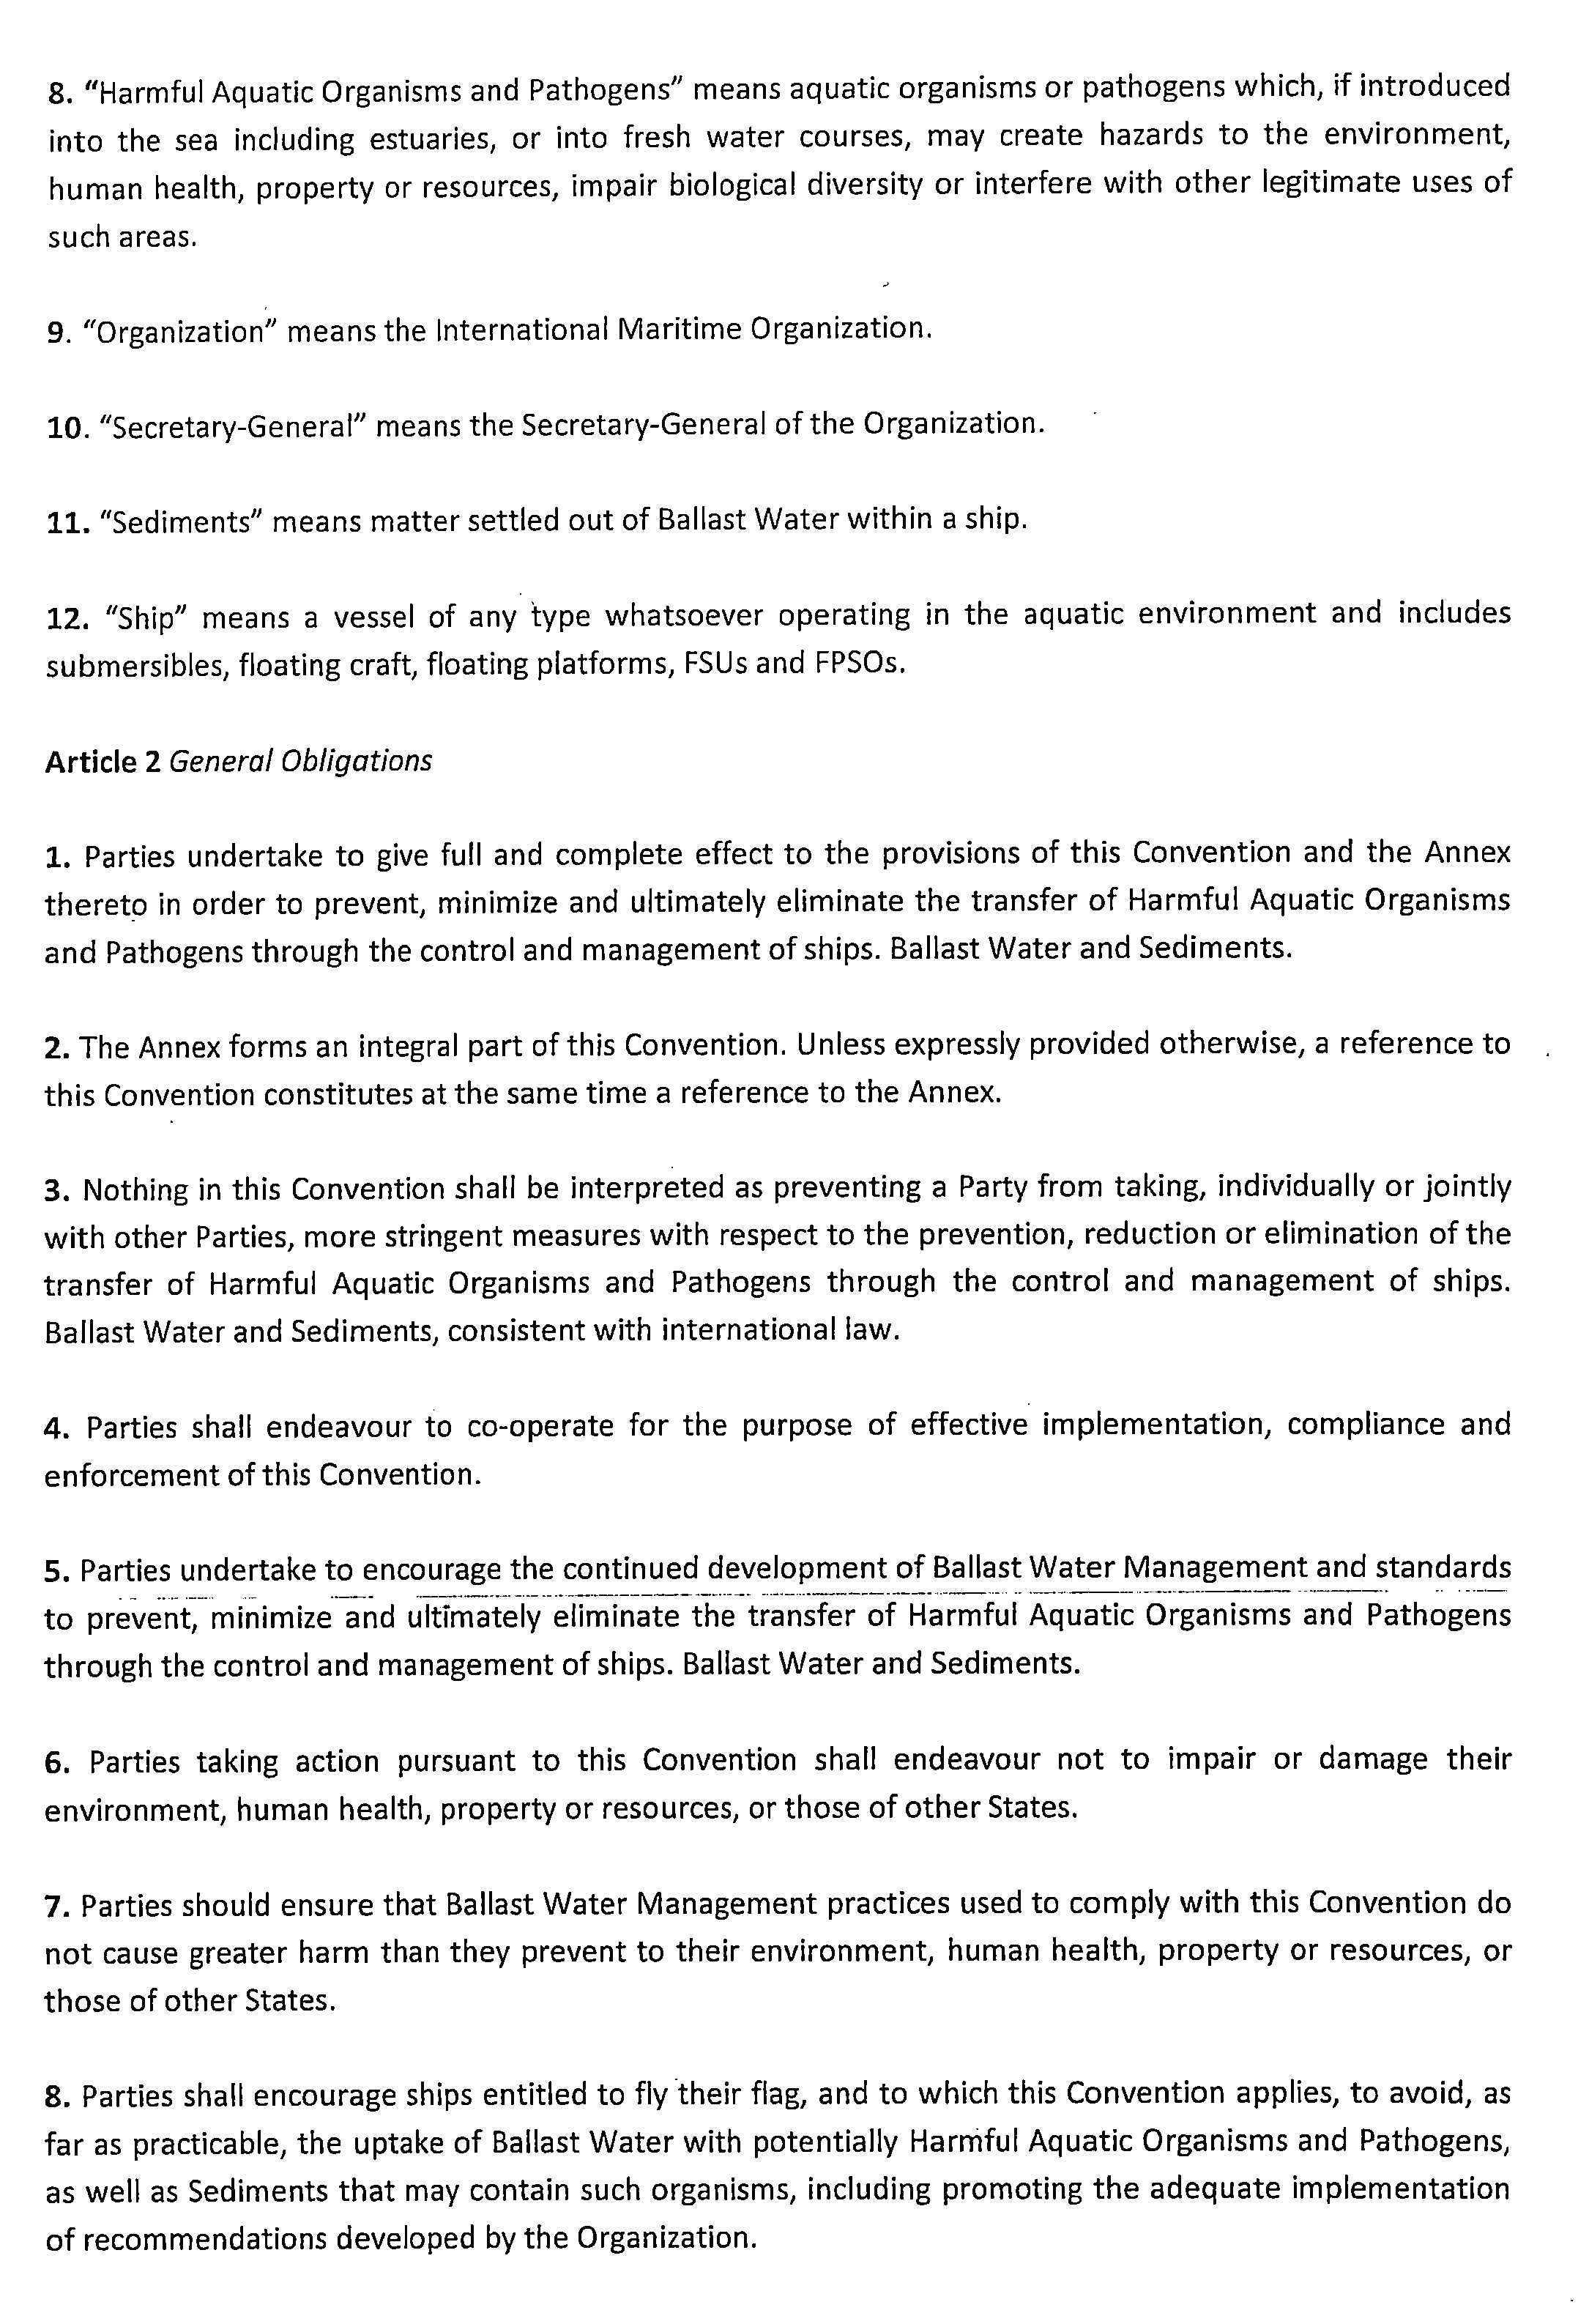 8. “Harmful Aquatic Organisms and Pathogens” means aquatic organisms or pathogens which, if introduced
into the sea including estuaries, or into fresh water courses, may create hazards to the environment,
human health, property or resources, impair biological diversity or interfere with other legitimate uses of
such areas.
9. “Organization” means the International Maritime Organization.
10. “Secretary-General” means the Secretary-General of the Organization.
11. “Sediments” means matter settled out of Ballast Water within a ship.
12. “Ship” means a vessel of any type whatsoever operating in the aquatic environment and includes
submersibles, floating craft, floating platforms, FSUs and FPSOs.
Article 2 General Obligations
1. Parties undertake to give full and complete effect to the provisions of this Convention and the Annex
thereto in order to prevent, minimize and ultimately eliminate the transfer of Harmful Aquatic Organisms
and Pathogens through the control and management of ships. Ballast Water and Sediments.
2. The Annex forms an integral part of this Convention. Unless expressly provided otherwise, a reference to
this Convention constitutes at the same time a reference to the Annex.
3. Nothing in this Convention shall be interpreted as preventing a Party from taking, individually or jointly
with other Parties, more stringent measures with respect to the prevention, reduction or elimination of the
transfer of Harmful Aquatic Organisms and Pathogens through the control and management of ships.
Ballast Water and Sediments, consistent with international law.
4. Parties shall endeavour to co-operate for the purpose of effective implementation, compliance and
enforcement of this Convention.
5. Parties undertake to encourage the continued development of Ballast Water Management and standards
to prevent, minimize and ultimately eliminate the transfer of Harmful Aquatic Organisms and Pathogens
through the control and management of ships. Ballast Water and Sediments.
6. Parties taking action pursuant to this Convention shall endeavour not to impair or damage their
environment, human health, property or resources, or those of other States.
7. Parties should ensure that Ballast Water Management practices used to comply with this Convention do
not cause greater harm than they prevent to their environment, human health, property or resources, or
those of other States.
8. Parties shall encourage ships entitled to fly their flag, and to which this Convention applies, to avoid, as
far as practicable, the uptake of Ballast Water with potentially Harmful Aquatic Organisms and Pathogens,
as well as Sediments that may contain such organisms, including promoting the adequate implementation
of recommendations developed by the Organization.